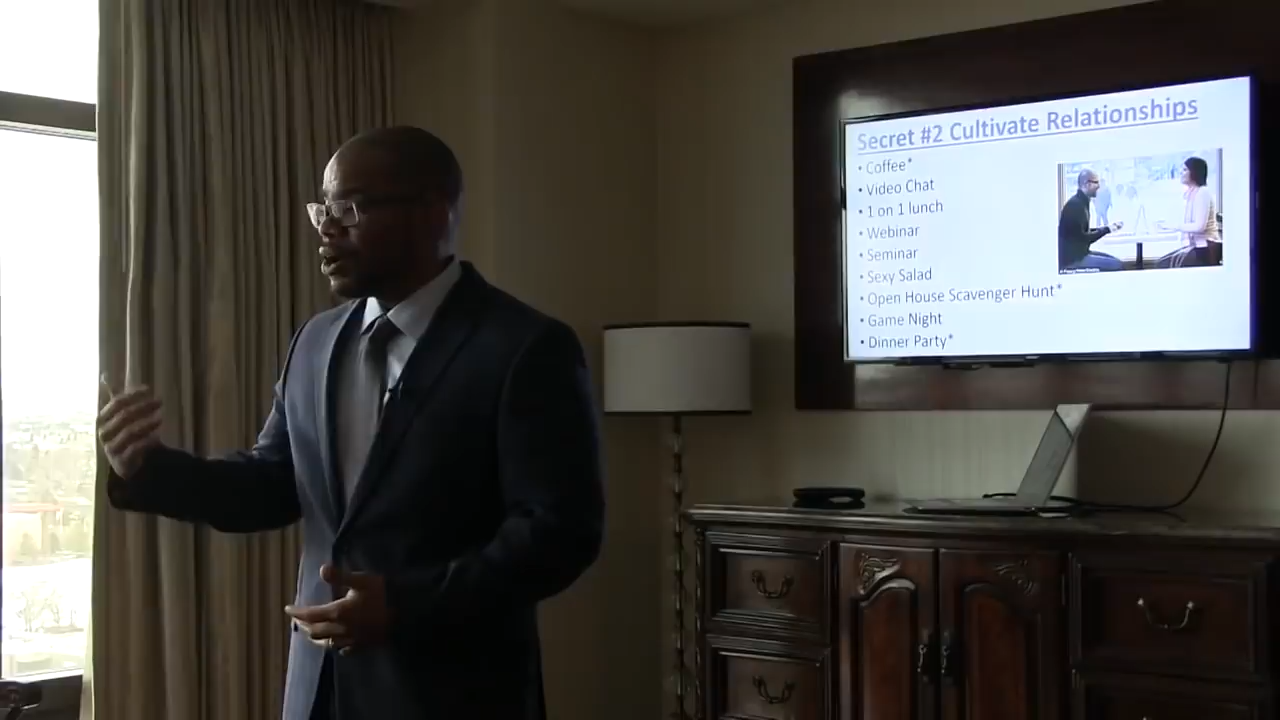 Secret #2 Cultivate Relationships
• Coffee*
• Video Chat
• 1 on 1 lunch
• Webinar
• Seminar
• Sexy Salad
• Open House Scavenger Hunt*
• Game Night
• Dinner Party*